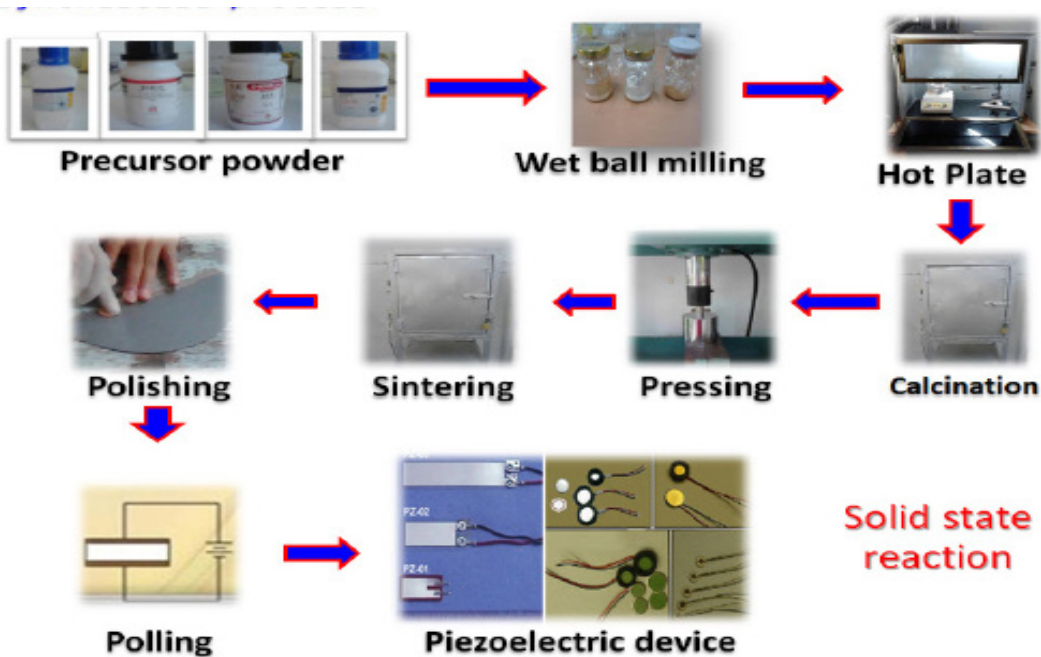 Precursor powder
Wet ball milling
Hot Plate
Polishing
Sintering
Pressing
Calcination
PZ-02
PZ-01
Solid state
reaction
Polling
Piezoelectric device